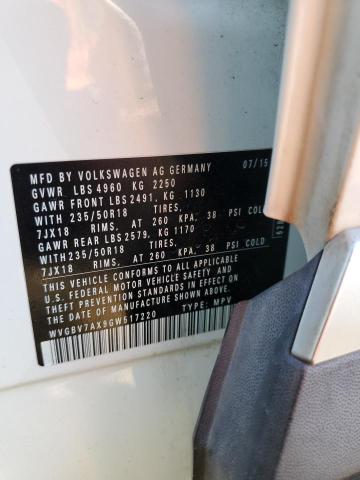 MFD BY VOLKSWAGEN AG GERMANY 07/15
GVWR LBS 4960 KG 2250
GAWR FRONT LBS 2491, KG 1130
WITH 235/50R18 TIRES,
7JX18 RIMS, AT 260 KPA, 38 PSI COLD
GAWR REAR LBS 2579, KG 1170
WITH 235/50R18 TIRES,
7JX18 RIMS, AT 260 KPA, 38 PSI COLD
THIS VEHICLE CONFORMS TO ALL APPLICABLE
U.S. FEDERAL MOTOR VEHICLE SAFETY AND
THEFT PREVENTION STANDARDS IN EFFECT ON
THE DATE OF MANUFACTURE SHOWN ABOVE
WVGBV7AX9GW517220 TYPE: MPV